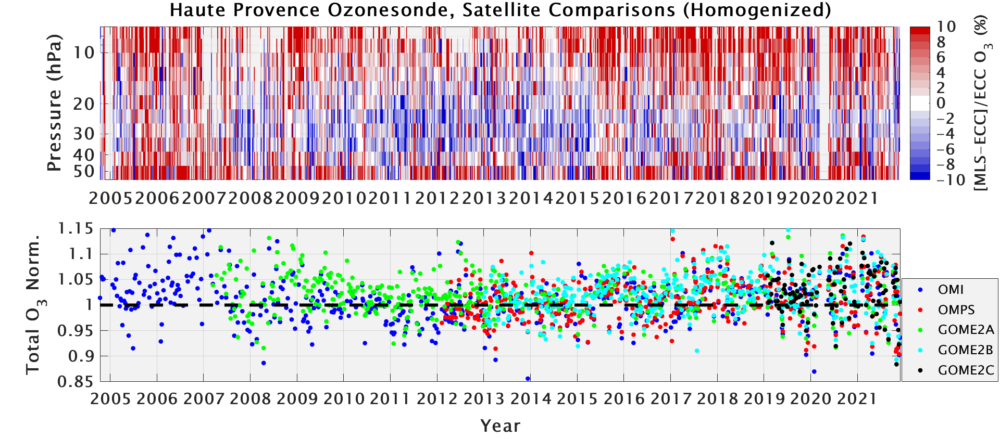 Haute Provence Ozonesonde, Satellite Comparisons (Homogenized)
Pressure (hPa)
10
20
30
40
50
2005 2006 2007 2008 2009 2010 2011 2012 2013 2014 2015 2016 2017 2018 2019 2020 2021
10
8
6
4
2
0
−2
−4
−6
−8
−10
[MLS−ECC]/ECC O3 (%)
Total O3 Norm.
1.15
1.1
1.05
1
0.95
0.9
0.85
2005 2006 2007 2008 2009 2010 2011 2012 2013 2014 2015 2016 2017 2018 2019 2020 2021
Year
OMI
OMPS
GOME2A
GOME2B
GOME2C